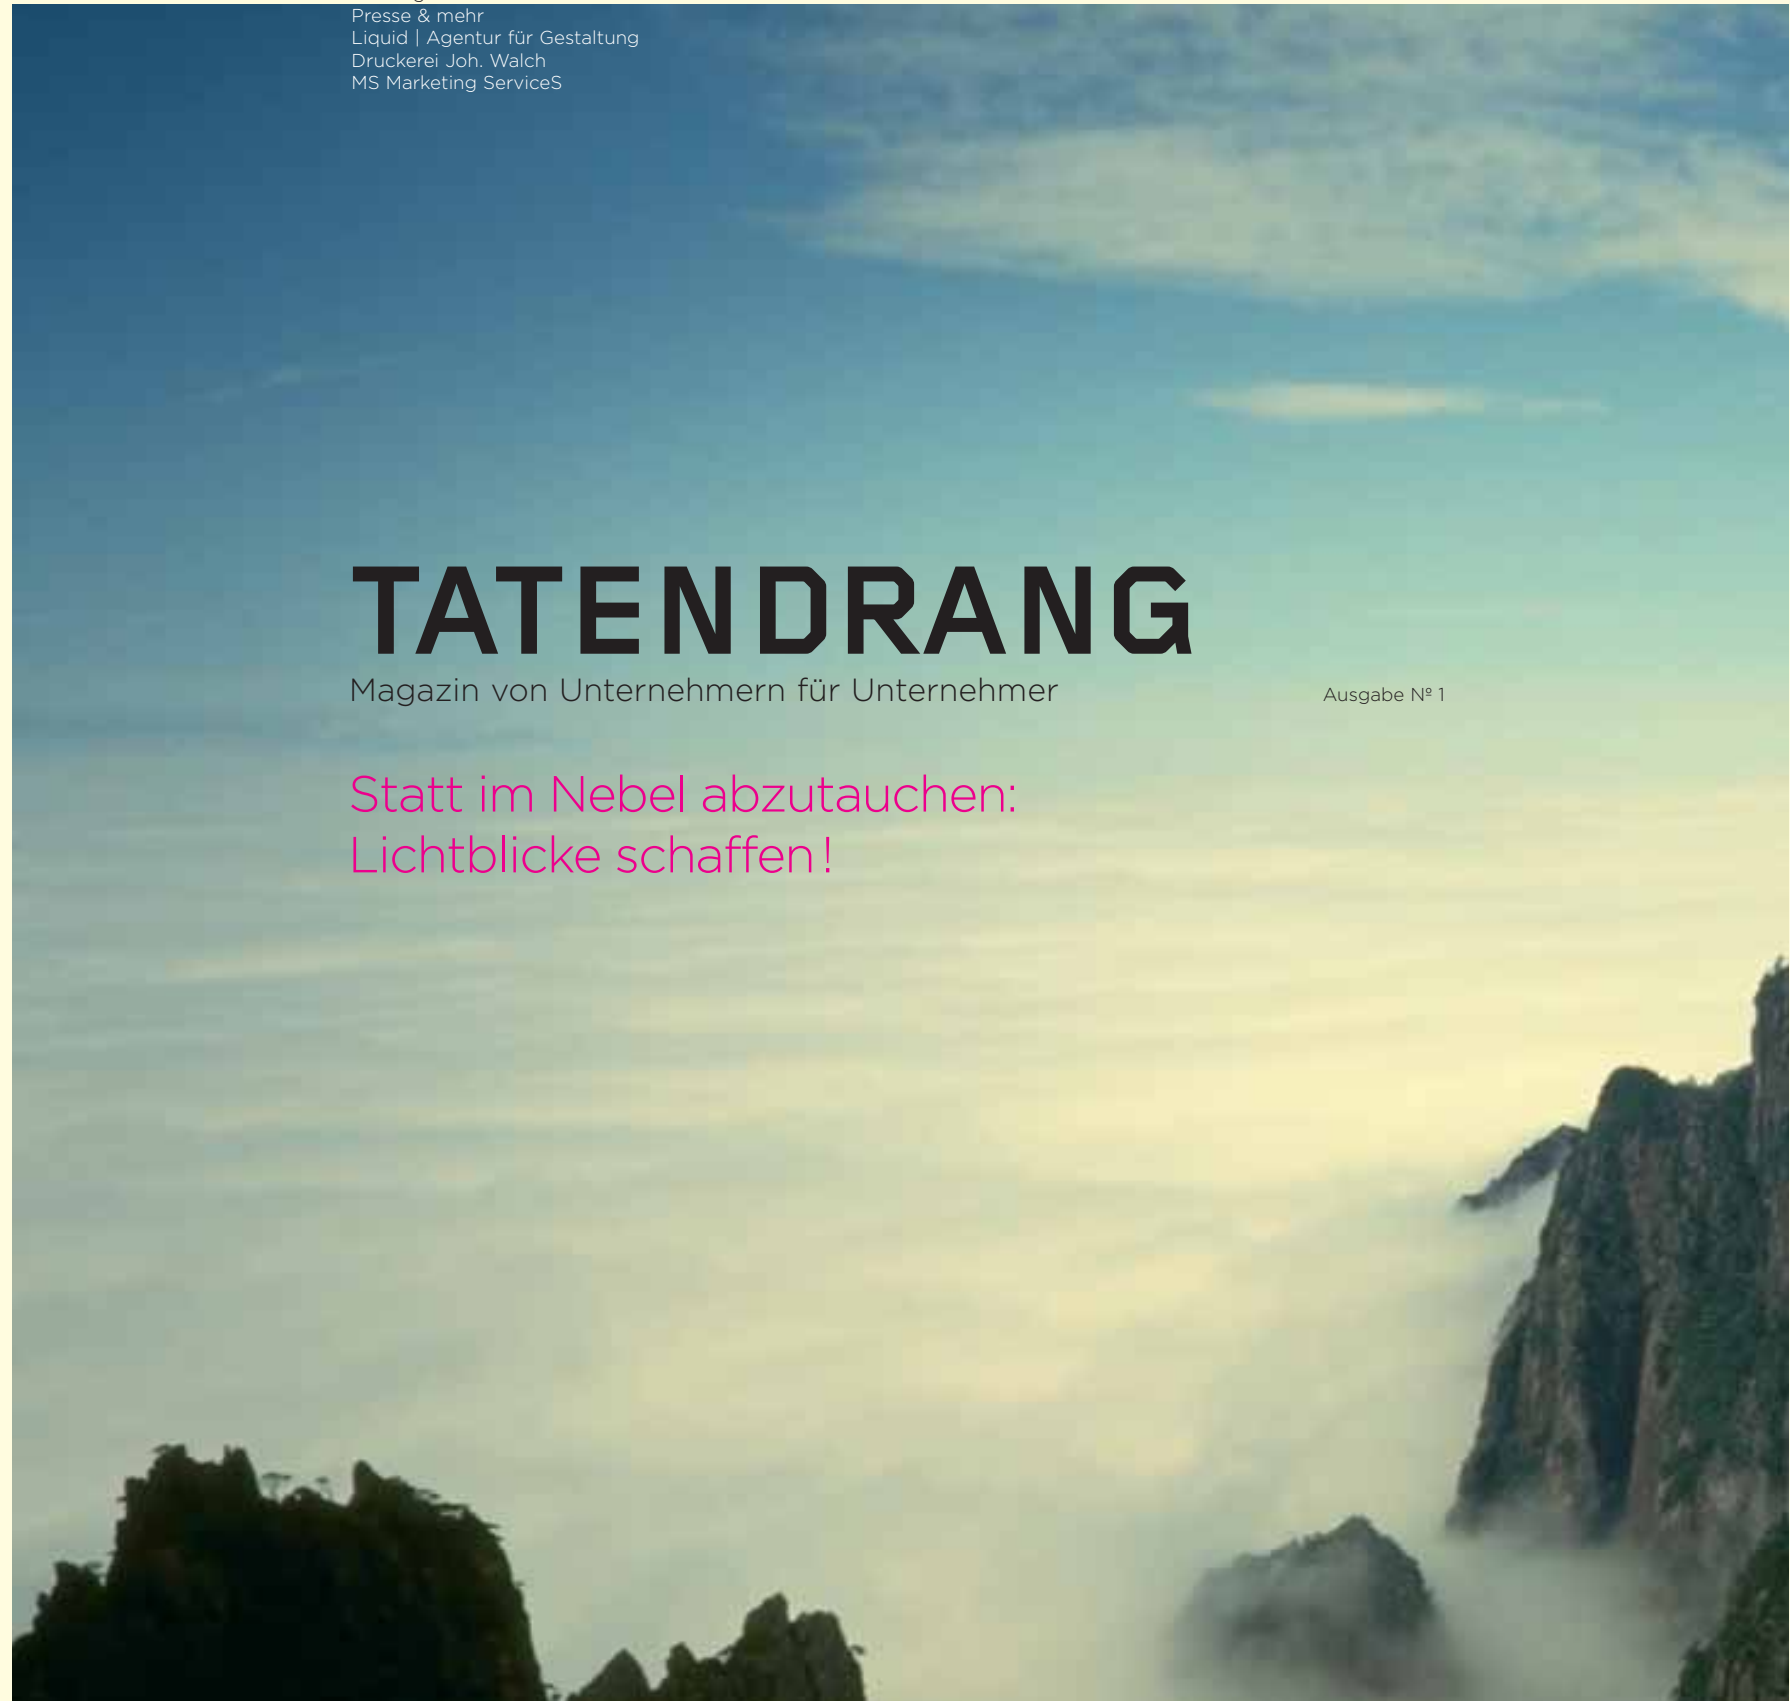 Presse & mehr
Liquid | Agentur für Gestaltung
Druckerei Joh. Walch
MS Marketing ServiceS
TATENDRANG
Magazin von Unternehmern für Unternehmer
Ausgabe Nº 1
Statt im Nebel abzutauchen:
Lichtblicke schaffen!